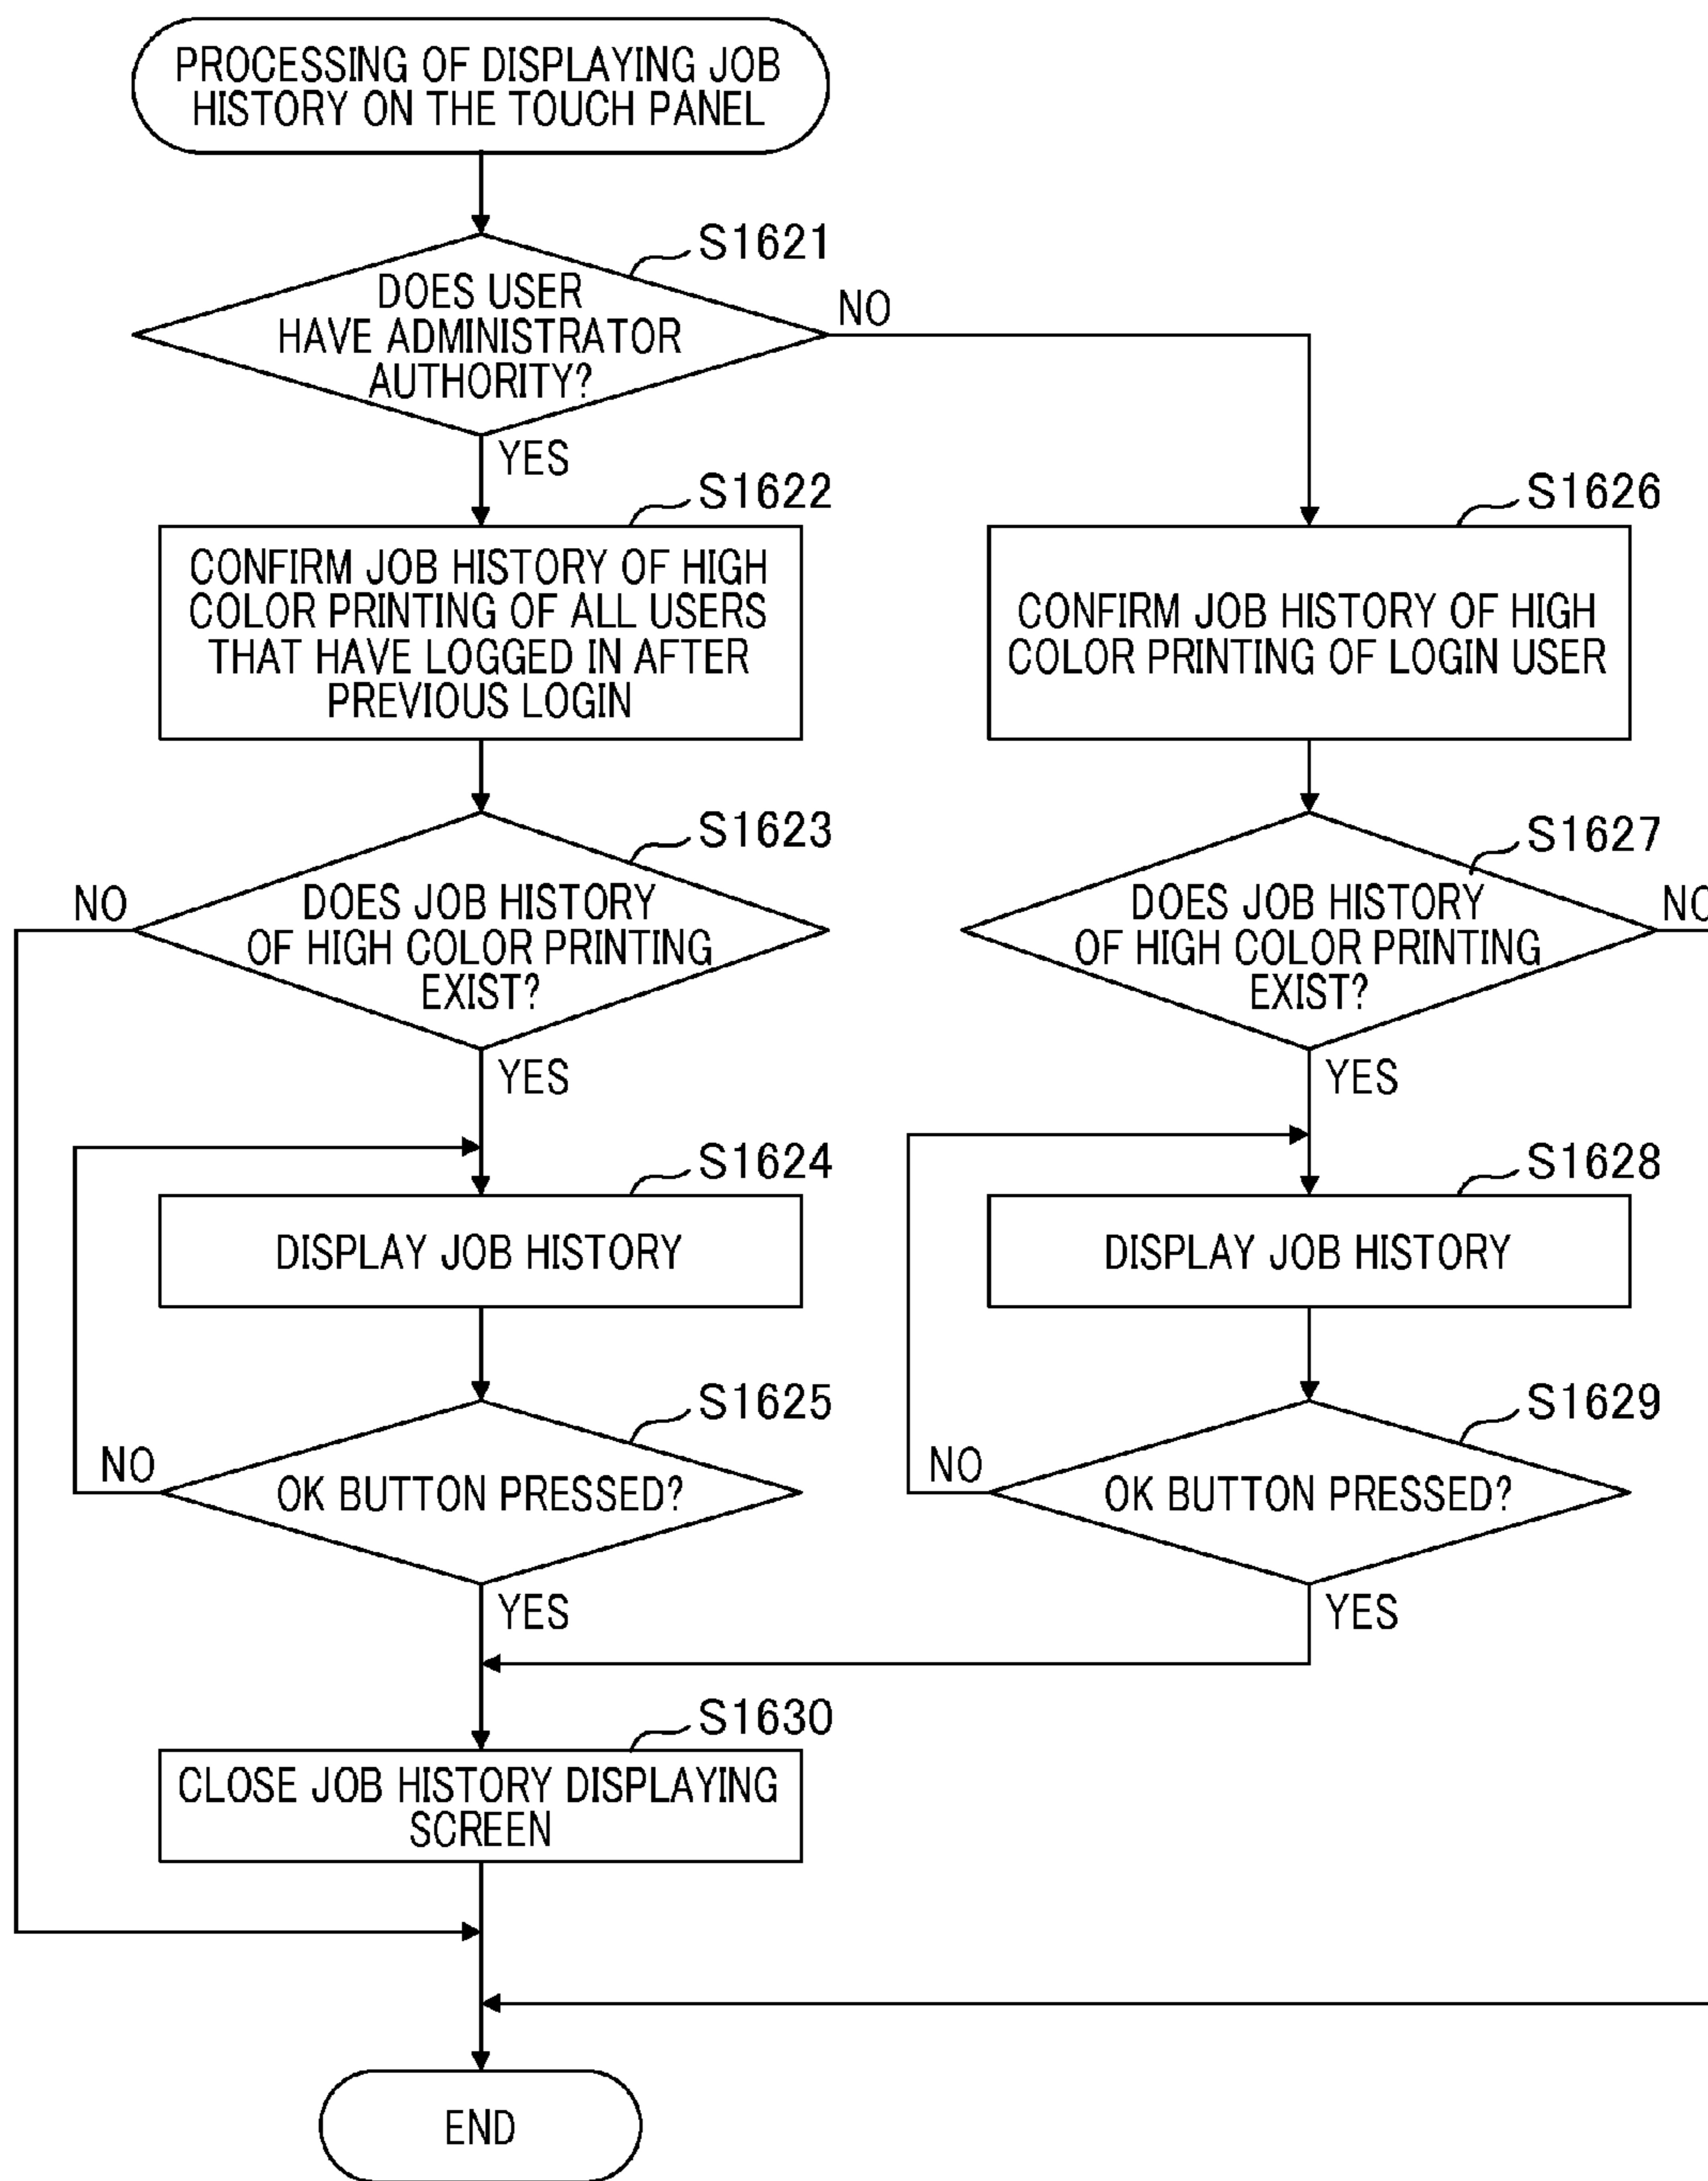 PROCESSING OF DISPLAYING JOB
HISTORY ON THE TOUCH PANEL
S1621
DOES USER
HAVE ADMINISTRATOR
AUTHORITY?
NO
YES
S1622
CONFIRM JOB HISTORY OF HIGH
COLOR PRINTING OF ALL USERS
THAT HAVE LOGGED IN AFTER
PREVIOUS LOGIN
S1626
CONFIRM JOB HISTORY OF HIGH
COLOR PRINTING OF LOGIN USER
S1623
DOES JOB HISTORY
OF HIGH COLOR PRINTING
EXIST?
NO
YES
S1627
DOES JOB HISTORY
OF HIGH COLOR PRINTING
EXIST?
NO
YES
S1624
DISPLAY JOB HISTORY
S1628
DISPLAY JOB HISTORY
S1625
OK BUTTON PRESSED?
NO
YES
S1629
OK BUTTON PRESSED?
NO
YES
S1630
CLOSE JOB HISTORY DISPLAYING
SCREEN
END